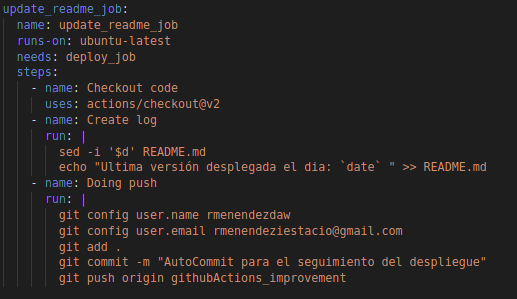 update_readme_job:
  name: update_readme_job
  runs-on: ubuntu-latest
  needs: deploy_job
  steps:
    - name: Checkout code
      uses: actions/checkout@v2
    - name: Create log
      run: |
        sed -i '$d' README.md
        echo "Ultima versión desplegada el dia: `date` " >> README.md
    - name: Doing push
      run: |
        git config user.name rmenendezdaw
        git config user.email rmenendeziestacio@gmail.com
        git add .
        git commit -m "AutoCommit para el seguimiento del despliegue"
        git push origin githubActions_improvement